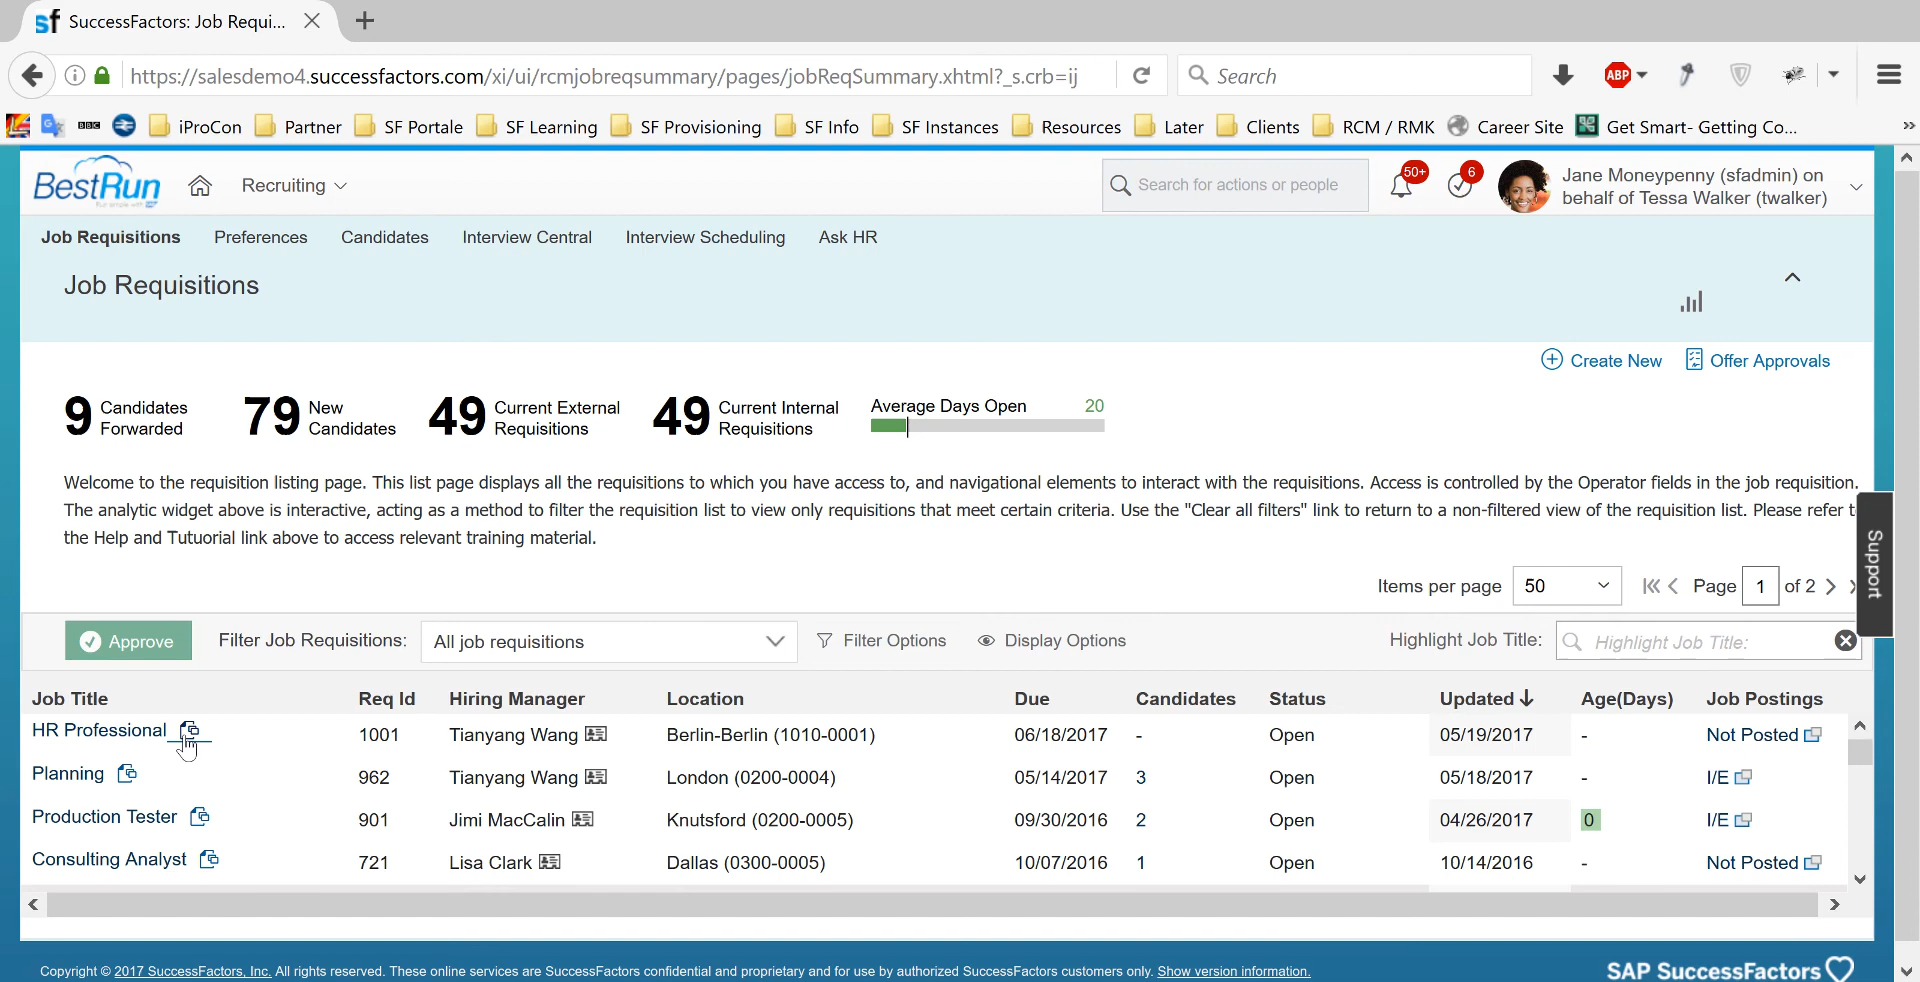 SuccessFactors: Job Requi...
https://salesdemo4.successfactors.com/xi/ui/rcmjobreqsummary/pages/jobReqSummary.xhtml?_s.crb=ij
Search
ABP
BBC iProCon Partner SF Portale SF Learning SF Provisioning SF Info SF Instances Resources Later Clients RCM / RMK Career Site Get Smart- Getting Co...
BestRun
Recruiting
Search for actions or people
50+
6
Jane Moneypenny (sfadmin) on
behalf of Tessa Walker (twalker)
Job Requisitions Preferences Candidates Interview Central Interview Scheduling Ask HR
Job Requisitions
Create New Offer Approvals
9 Candidates Forwarded
79 New Candidates
49 Current External Requisitions
49 Current Internal Requisitions
Average Days Open 20
Welcome to the requisition listing page. This list page displays all the requisitions to which you have access to, and navigational elements to interact with the requisitions. Access is controlled by the Operator fields in the job requisition.
The analytic widget above is interactive, acting as a method to filter the requisition list to view only requisitions that meet certain criteria. Use the "Clear all filters" link to return to a non-filtered view of the requisition list. Please refer t
the Help and Tutuorial link above to access relevant training material.
Support
Items per page 50 Page 1 of 2
Approve Filter Job Requisitions: All job requisitions Filter Options Display Options Highlight Job Title: Highlight Job Title:
Job Title Req Id Hiring Manager Location Due Candidates Status Updated Age(Days) Job Postings
HR Professional 1001 Tianyang Wang Berlin-Berlin (1010-0001) 06/18/2017 - Open 05/19/2017 - Not Posted
Planning 962 Tianyang Wang London (0200-0004) 05/14/2017 3 Open 05/18/2017 - I/E
Production Tester 901 Jimi MacCalin Knutsford (0200-0005) 09/30/2016 2 Open 04/26/2017 0 I/E
Consulting Analyst 721 Lisa Clark Dallas (0300-0005) 10/07/2016 1 Open 10/14/2016 - Not Posted
Copyright © 2017 SuccessFactors, Inc. All rights reserved. These online services are SuccessFactors confidential and proprietary and for use by authorized SuccessFactors customers only. Show version information.
SAP SuccessFactors